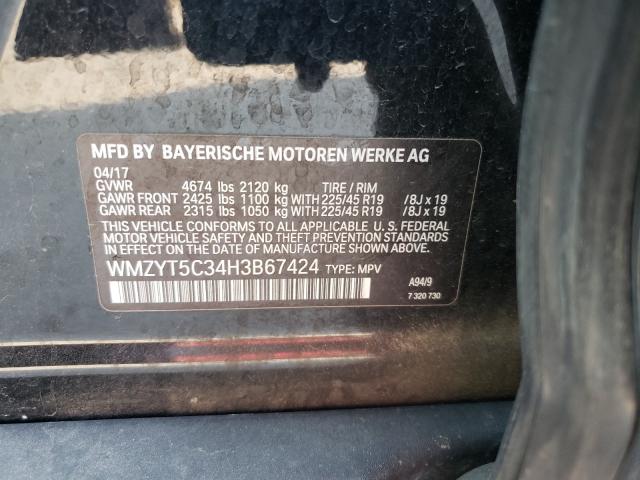 MFD BY BAYERISCHE MOTOREN WERKE AG
04/17
GVWR 4674 lbs 2120 kg TIRE / RIM
GAWR FRONT 2425 lbs 1100 kg WITH 225/45 R19 /8J x 19
GAWR REAR 2315 lbs 1050 kg WITH 225/45 R19 /8J x 19
THIS VEHICLE CONFORMS TO ALL APPLICABLE U. S. FEDERAL
MOTOR VEHICLE SAFETY AND THEFT PREVENTION STANDARDS
IN EFFECT ON THE DATE OF MANUFACTURE SHOWN ABOVE.
WMZYT5C34H3B67424 TYPE: MPV
A94/9
7 320 730